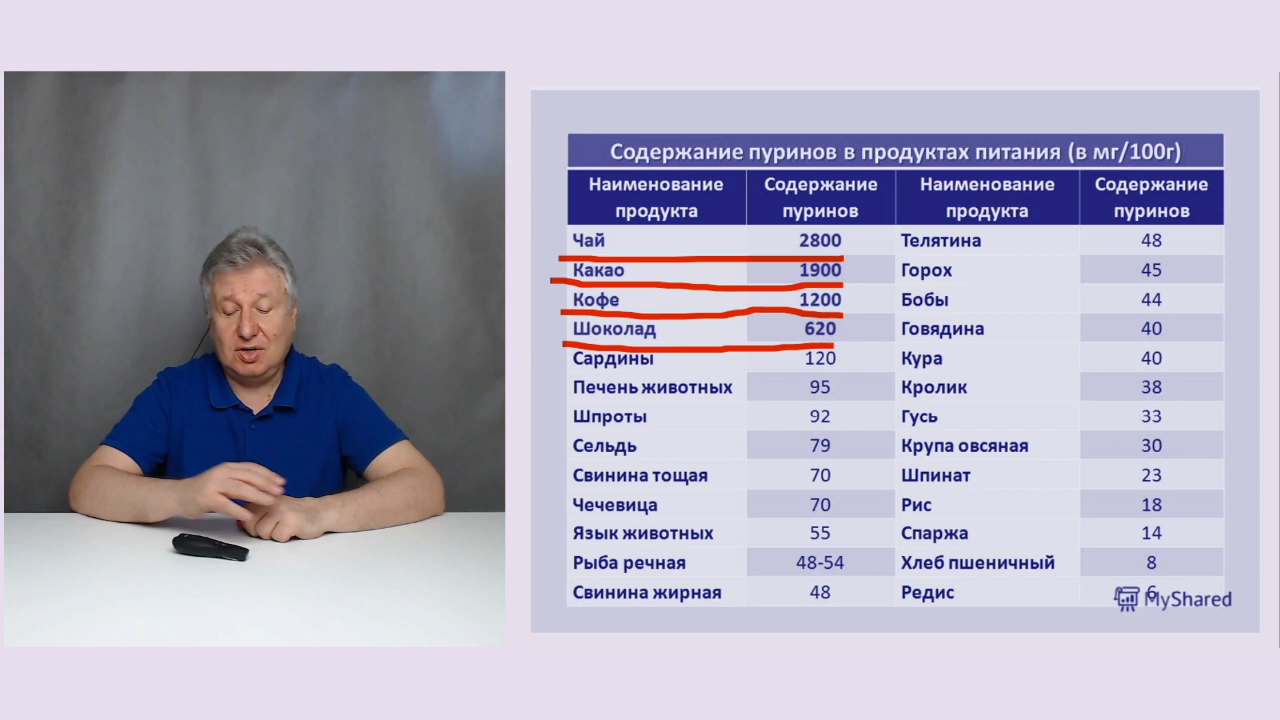 Содержание пуринов в продуктах питания (в мг/100г)
Наименование продукта Содержание пуринов Наименование продукта Содержание пуринов
Чай 2800 Телятина 48
Какао 1900 Горох 45
Кофе 1200 Бобы 44
Шоколад 620 Говядина 40
Сардины 120 Кура 40
Печень животных 95 Кролик 38
Шпроты 92 Гусь 33
Сельдь 79 Крупа овсяная 30
Свинина тощая 70 Шпинат 23
Чечевица 70 Рис 18
Язык животных 55 Спаржа 14
Рыба речная 48-54 Хлеб пшеничный 8
Свинина жирная 48 Редис 6
MyShared